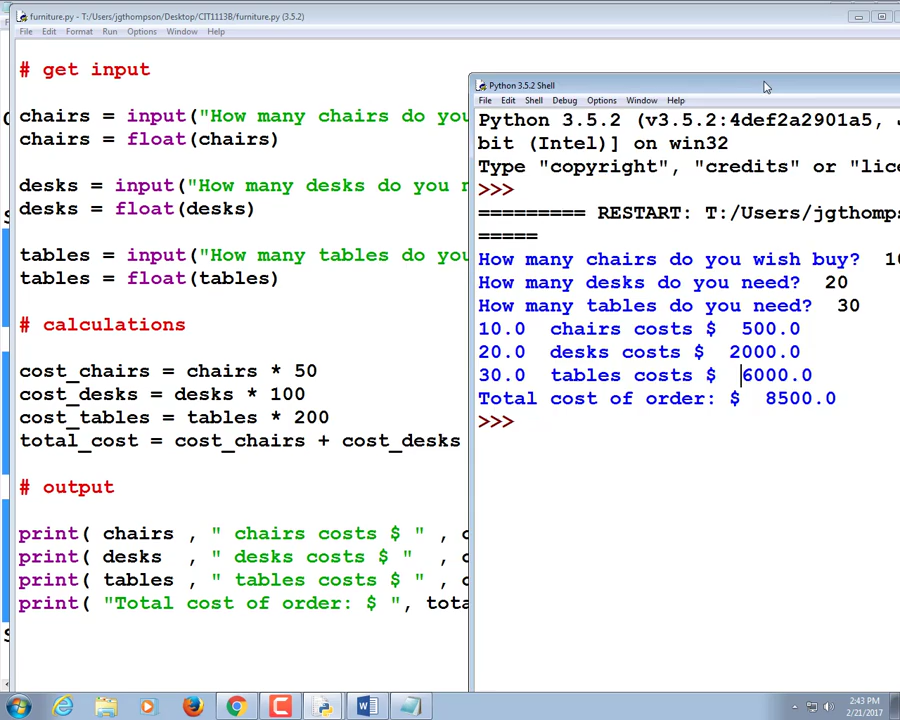 furniture.py - T:/Users/jgthompson/Desktop/CIT1113B/furniture.py (3.5.2)
File Edit Format Run Options Window Help
# get input
chairs = input("How many chairs do you
chairs = float(chairs)
desks = input("How many desks do you n
desks = float(desks)
tables = input("How many tables do you
tables = float(tables)
# calculations
cost_chairs = chairs * 50
cost_desks = desks * 100
cost_tables = tables * 200
total_cost = cost_chairs + cost_desks
# output
print( chairs , " chairs costs $ " , c
print( desks  , " desks costs $ "  , c
print( tables , " tables costs $ " , c
print( "Total cost of order: $ ", tota
Python 3.5.2 Shell
File Edit Shell Debug Options Window Help
Python 3.5.2 (v3.5.2:4def2a2901a5, J
bit (Intel)] on win32
Type "copyright", "credits" or "lice
>>>
========= RESTART: T:/Users/jgthomps
=====
How many chairs do you wish buy?  10
How many desks do you need?  20
How many tables do you need?  30
10.0  chairs costs $  500.0
20.0  desks costs $  2000.0
30.0  tables costs $  6000.0
Total cost of order: $  8500.0
>>>
2:43 PM
2/21/2017